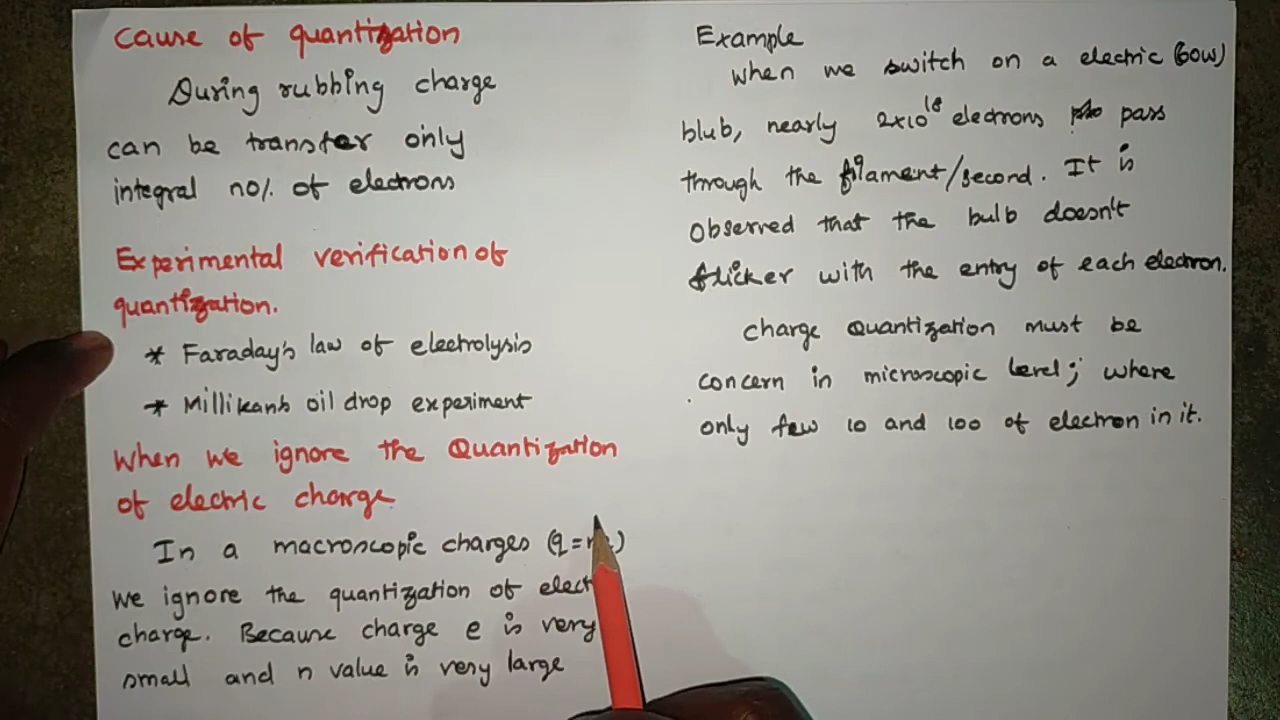 Cause of quantization
During rubbing charge
can be transfer only
integral no/. of electrons
Experimental verification of
quantization.
* Faraday's law of electrolysis
* Millikan's oil drop experiment
When we ignore the Quantization
of electric charge.
In a macroscopic charges (q=
we ignore the quantization of elect
charge. Because charge e is very
small and n value is very large
Example
When we switch on a electric (60W)
blub, nearly 2x10^18 electrons pass
through the filament/second. It is
observed that the bulb doesn't
flicker with the entry of each electron.
charge Quantization must be
concern in microscopic level; where
only few 10 and 100 of electron in it.